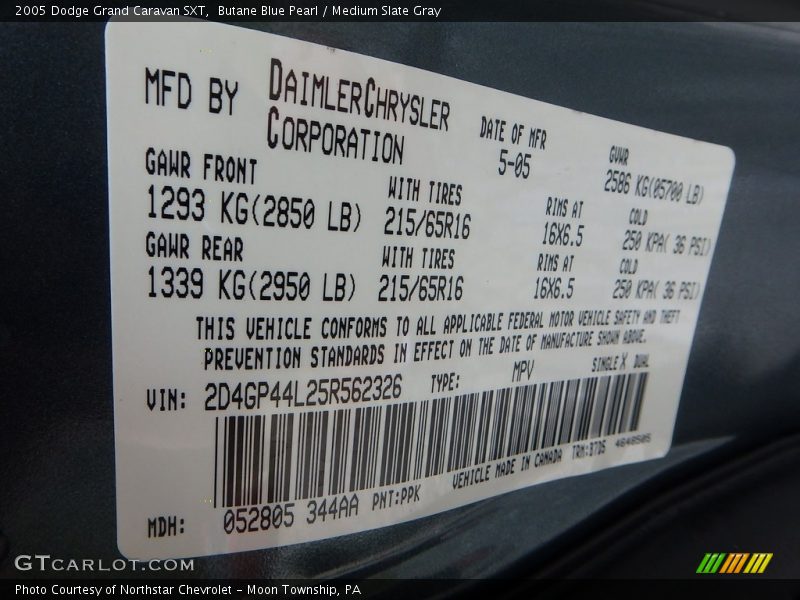 2005 Dodge Grand Caravan SXT, Butane Blue Pearl / Medium Slate Gray
MFD BY DAIMLERCHRYSLER CORPORATION
DATE OF MFR 5-05
GVWR 2586 KG(05700 LB)
GAWR FRONT 1293 KG(2850 LB)
WITH TIRES 215/65R16
RIMS AT 16X6.5
COLD 250 KPA( 36 PSI)
GAWR REAR 1339 KG(2950 LB)
WITH TIRES 215/65R16
RIMS AT 16X6.5
COLD 250 KPA( 36 PSI)
THIS VEHICLE CONFORMS TO ALL APPLICABLE FEDERAL MOTOR VEHICLE SAFETY AND THEFT
PREVENTION STANDARDS IN EFFECT ON THE DATE OF MANUFACTURE SHOWN ABOVE.
VIN: 2D4GP44L25R562326 TYPE: MPV SINGLE X DUAL
VEHICLE MADE IN CANADA TRM:B7D5
MDH: 052805 344AA PNT:PPK
GTCARLOT.COM
Photo Courtesy of Northstar Chevrolet - Moon Township, PA